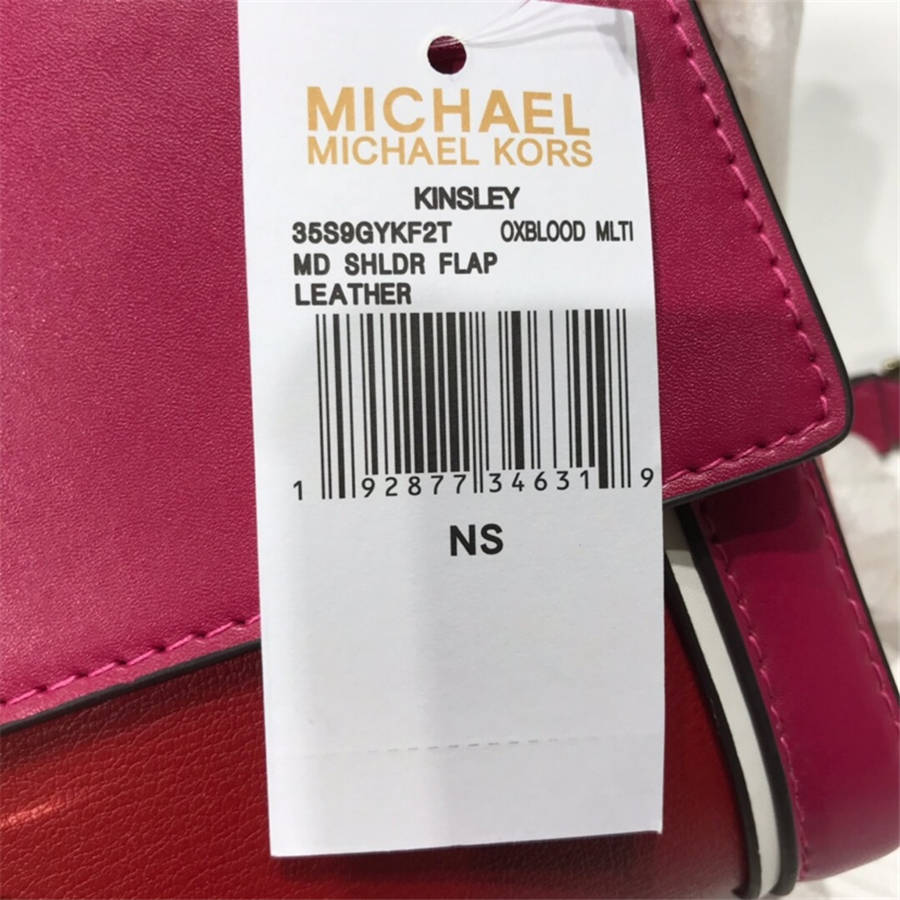 MICHAEL
MICHAEL KORS
KINSLEY
35S9GYKF2T OXBLOOD MLTI
MD SHLDR FLAP
LEATHER
1 92877 34631 9
NS